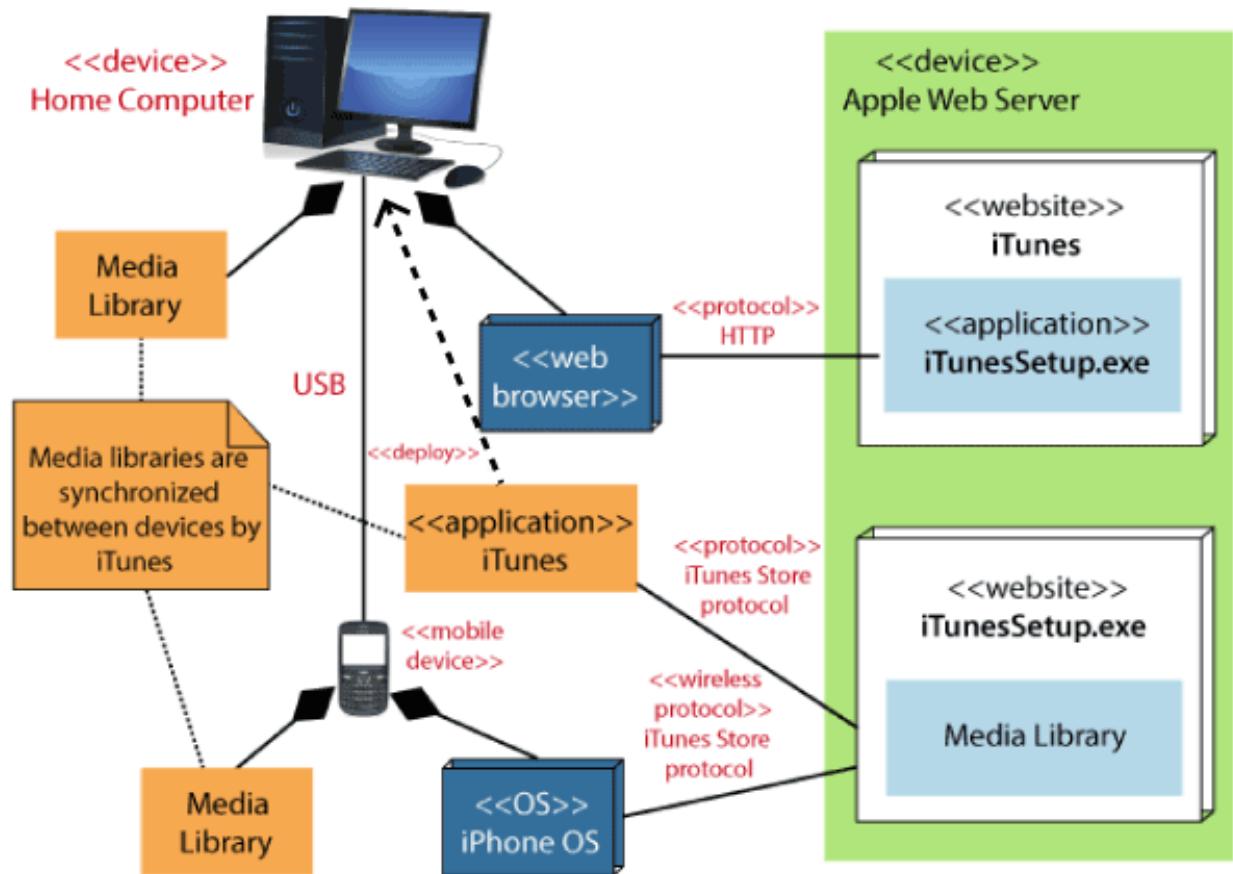 <<device>>
Home Computer
<<device>>
Apple Web Server
<<website>>
iTunes
<<application>>
iTunesSetup.exe
Media
Library
<<protocol>>
HTTP
<<web
browser>>
USB
Media libraries are
synchronized
between devices by
iTunes
<<deploy>>
<<application>>
iTunes
<<protocol>>
iTunes Store
protocol
<<website>>
iTunesSetup.exe
Media Library
<<mobile
device>>
<<wireless
protocol>>
iTunes Store
protocol
Media
Library
<<OS>>
iPhone OS